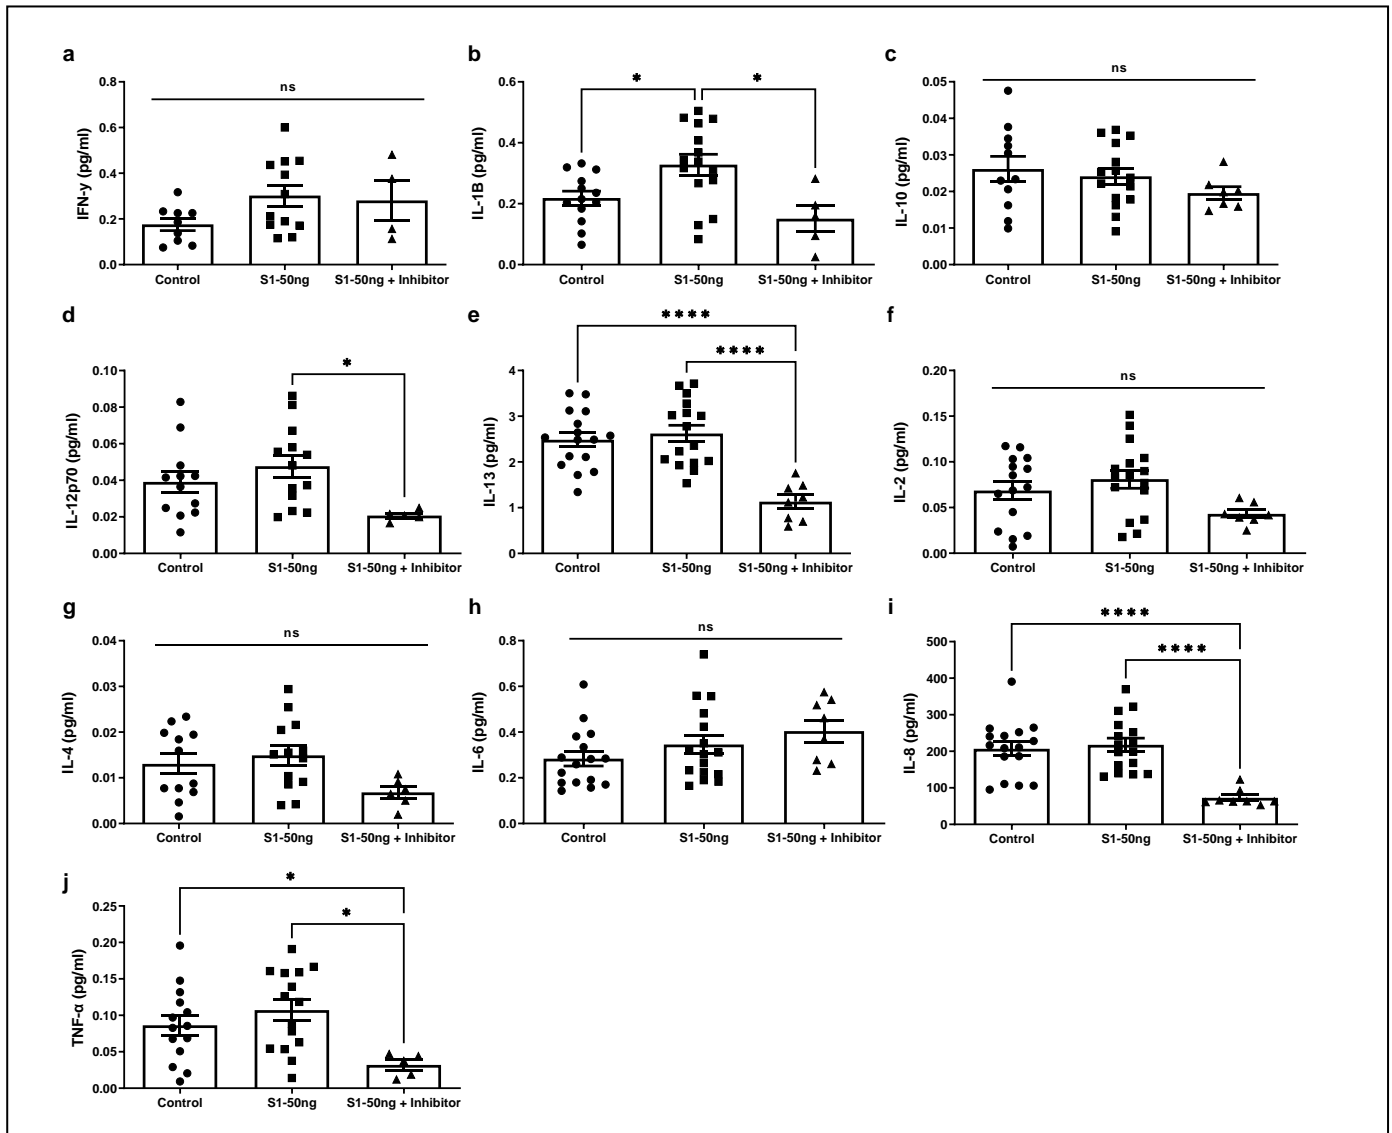 a
IFN-y (pg/ml)
0.8
0.6
0.4
0.2
0.0
ns
Control
S1-50ng
S1-50ng + Inhibitor
b
IL-1B (pg/ml)
0.6
0.4
0.2
0.0
*
*
Control
S1-50ng
S1-50ng + Inhibitor
c
IL-10 (pg/ml)
0.05
0.04
0.03
0.02
0.01
0.00
ns
Control
S1-50ng
S1-50ng + Inhibitor
d
IL-12p70 (pg/ml)
0.10
0.08
0.06
0.04
0.02
0.00
*
Control
S1-50ng
S1-50ng + Inhibitor
e
IL-13 (pg/ml)
4
3
2
1
0
****
****
Control
S1-50ng
S1-50ng + Inhibitor
f
IL-2 (pg/ml)
0.20
0.15
0.10
0.05
0.00
ns
Control
S1-50ng
S1-50ng + Inhibitor
g
IL-4 (pg/ml)
0.04
0.03
0.02
0.01
0.00
ns
Control
S1-50ng
S1-50ng + Inhibitor
h
IL-6 (pg/ml)
0.8
0.6
0.4
0.2
0.0
ns
Control
S1-50ng
S1-50ng + Inhibitor
i
IL-8 (pg/ml)
500
400
300
200
100
0
****
****
Control
S1-50ng
S1-50ng + Inhibitor
j
TNF-α (pg/ml)
0.25
0.20
0.15
0.10
0.05
0.00
*
*
Control
S1-50ng
S1-50ng + Inhibitor